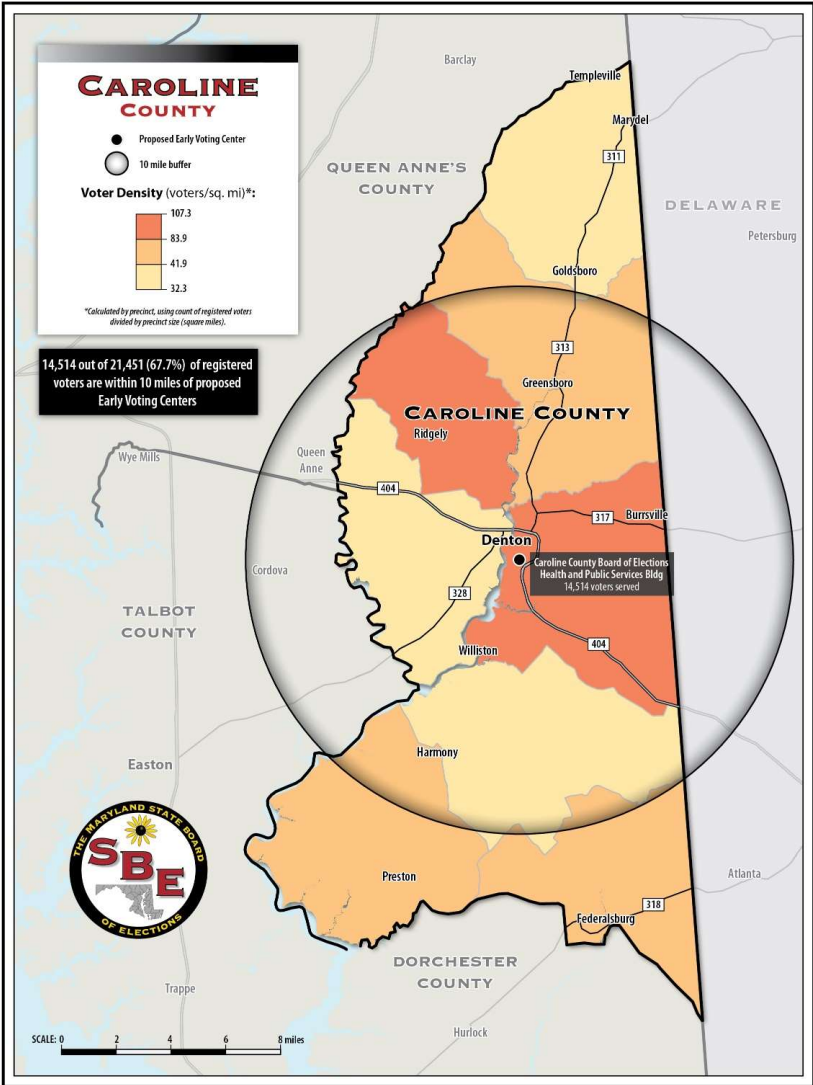 CAROLINE
COUNTY
Proposed Early Voting Center
10 mile buffer
Voter Density (voters/sq. mi)*:
107.3
83.9
41.9
32.3
*Calculated by precinct, using count of registered voters
divided by precinct size (square miles).
14,514 out of 21,451 (67.7%) of registered
voters are within 10 miles of proposed
Early Voting Centers
Barclay
Templeville
Marydel
311
QUEEN ANNE'S
COUNTY
DELAWARE
Petersburg
Goldsboro
313
Greensboro
CAROLINE COUNTY
Ridgely
Queen
Anne
Wye Mills
404
317
Burrsville
Denton
Caroline County Board of Elections
Health and Public Services Bldg
14,514 voters served
Cordova
328
TALBOT
COUNTY
404
Williston
Harmony
Easton
THE MARYLAND STATE BOARD
SBE
OF ELECTIONS
Preston
Atlanta
318
Federalsburg
DORCHESTER
COUNTY
Trappe
Hurlock
SCALE: 0 2 4 6 8 miles